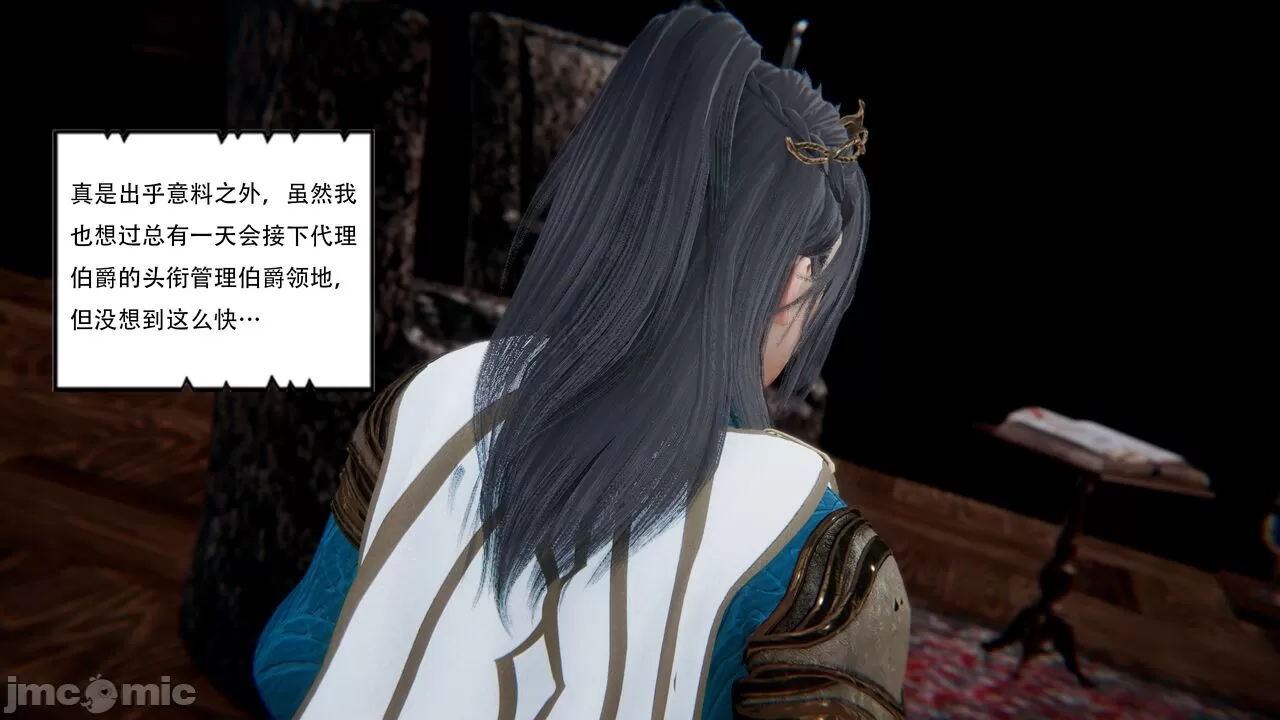 真是出乎意料之外，虽然我
也想过总有一天会接下代理
伯爵的头衔管理伯爵领地，
但没想到这么快…
jmcomic